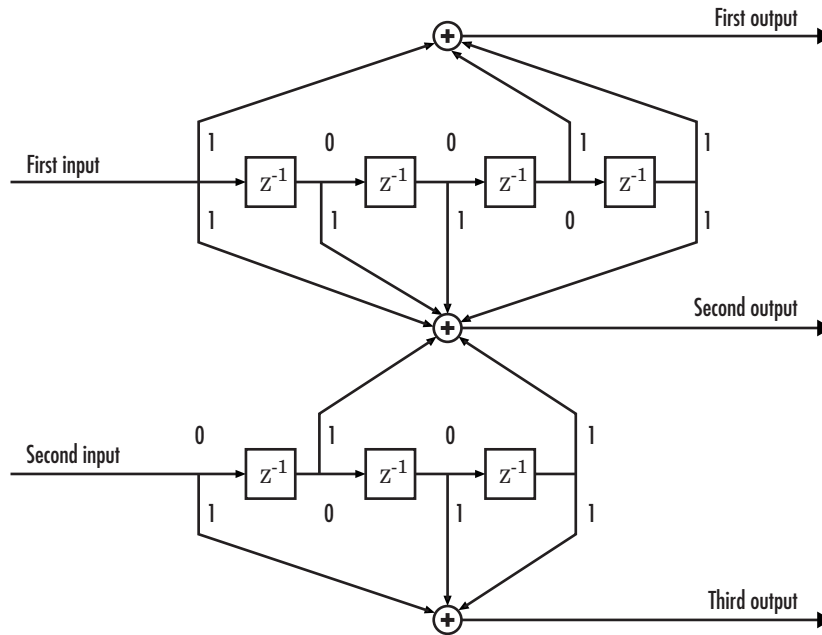 First output
1 0 0 1 1
First input
z-1 z-1 z-1 z-1
1 1 1 0 1
Second output
0 1 0 1
Second input
z-1 z-1 z-1
1 0 1 1
Third output